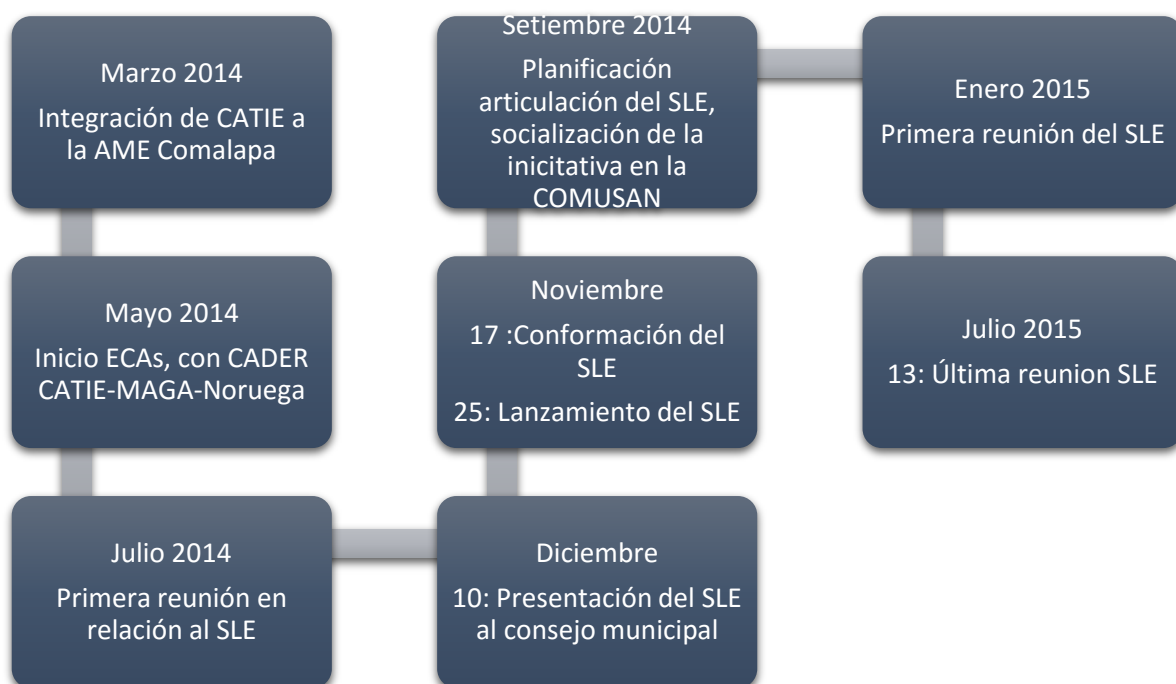 Marzo 2014
Integración de CATIE a
la AME Comalapa
Mayo 2014
Inicio ECAs, con CADER
CATIE-MAGA-Noruega
Julio 2014
Primera reunión en
relación al SLE
Diciembre
10: Presentación del SLE
al consejo municipal
Noviembre
17 :Conformación del
SLE
25: Lanzamiento del SLE
Setiembre 2014
Planificación
articulación del SLE,
socialización de la
inicitativa en la
COMUSAN
Enero 2015
Primera reunión del SLE
Julio 2015
13: Última reunion SLE